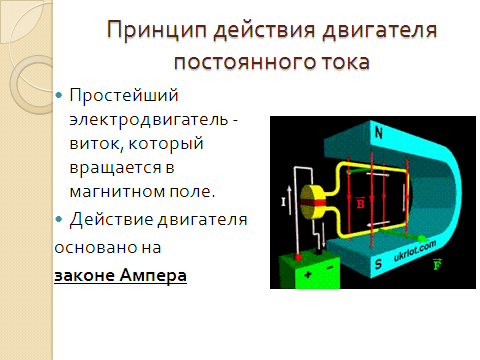 Принцип действия двигателя
постоянного тока
Простейший
электродвигатель -
виток, который
вращается в
магнитном поле.
Действие двигателя
основано на
законе Ампера
N
I
B
S
ukrlot.com
F
+ -